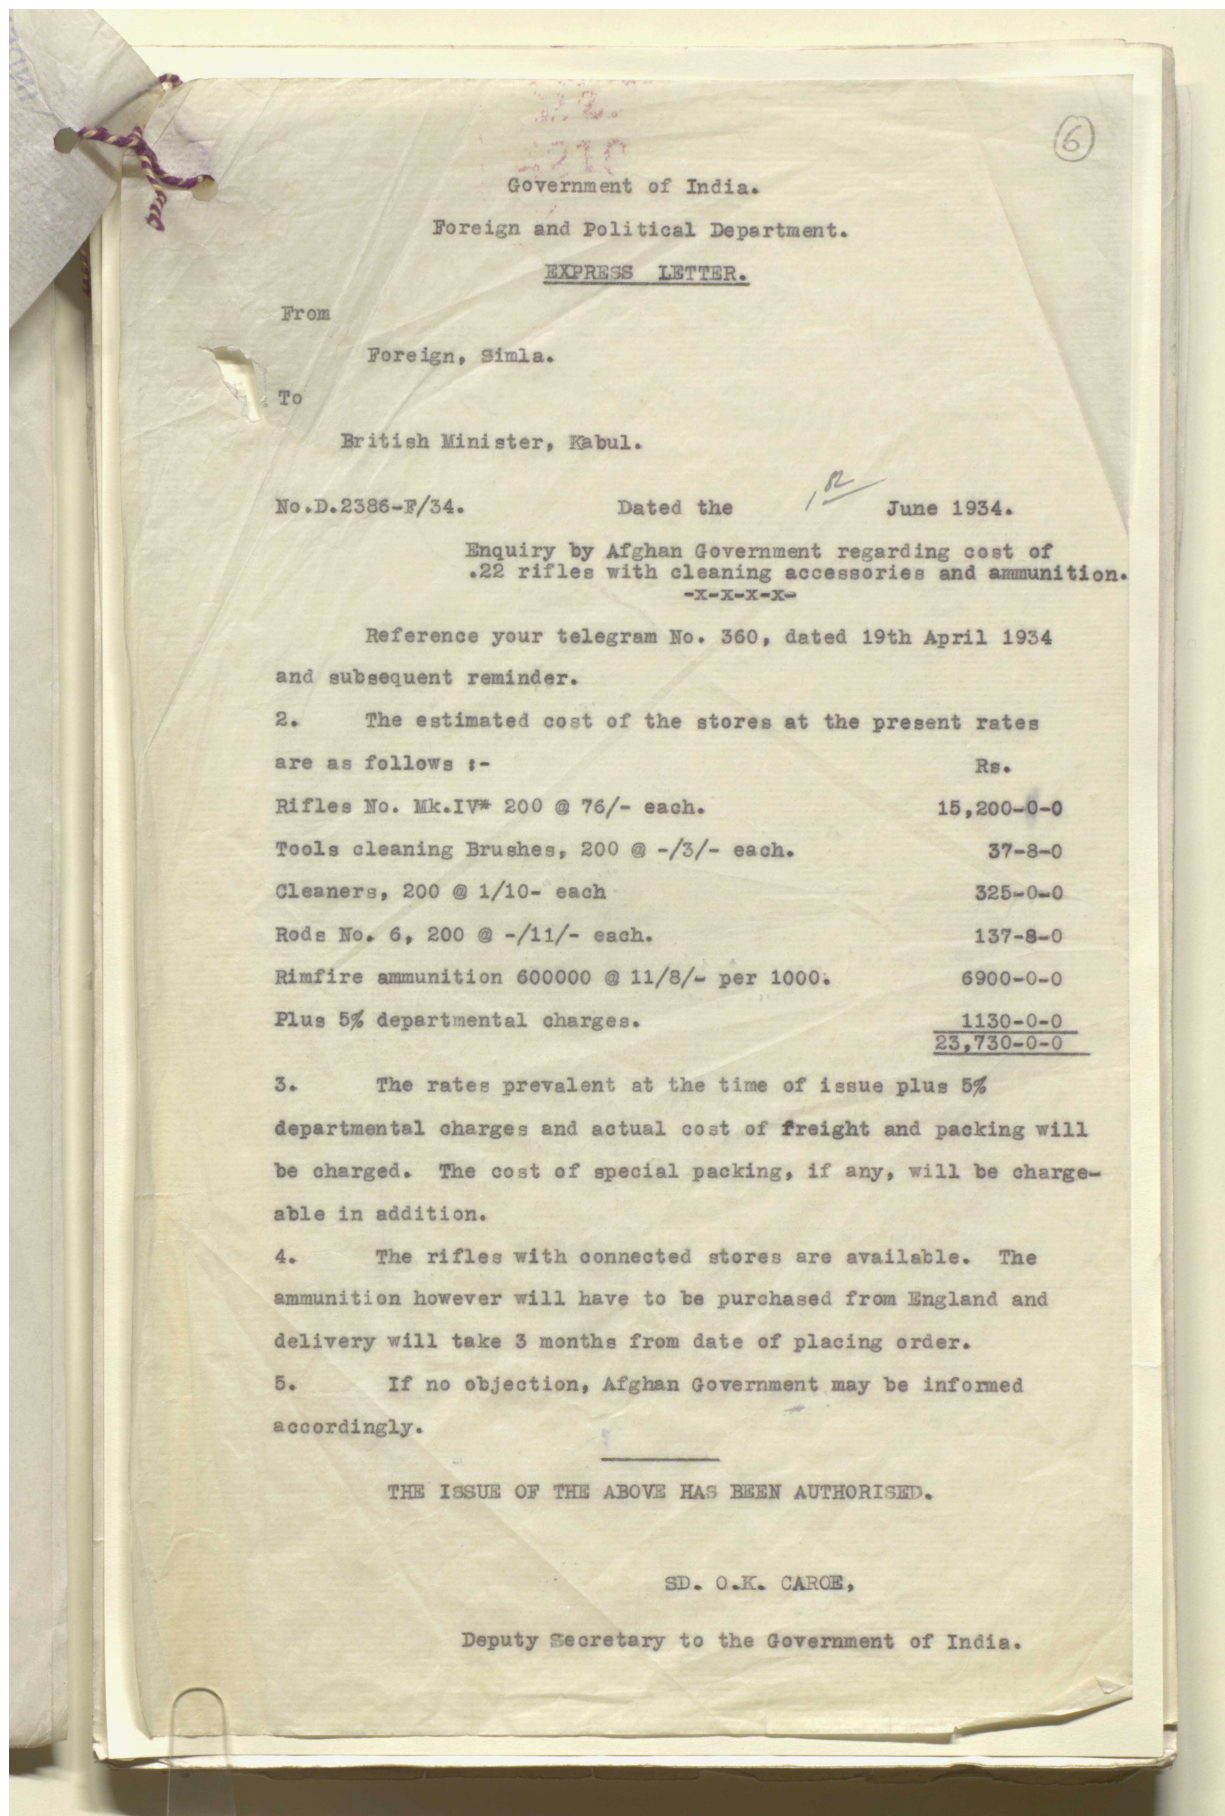 6
Government of India.
Foreign and Political Department.
EXPRESS LETTER.
From
Foreign, Simla.
To
British Minister, Kabul.
No.D.2386-F/34. Dated the June 1934.
Enquiry by Afghan Government regarding cost of
.22 rifles with cleaning accessories and ammunition.
-x-x-x-x-
Reference your telegram No. 360, dated 19th April 1934
and subsequent reminder.
2. The estimated cost of the stores at the present rates
are as follows :- Rs.
Rifles No. Mk.IV* 200 @ 76/- each. 15,200-0-0
Tools cleaning Brushes, 200 @ -/3/- each. 37-8-0
Cleaners, 200 @ 1/10- each 325-0-0
Rods No. 6, 200 @ -/11/- each. 137-8-0
Rimfire ammunition 600000 @ 11/8/- per 1000. 6900-0-0
Plus 5% departmental charges. 1130-0-0
23,730-0-0
3. The rates prevalent at the time of issue plus 5%
departmental charges and actual cost of freight and packing will
be charged. The cost of special packing, if any, will be charge-
able in addition.
4. The rifles with connected stores are available. The
ammunition however will have to be purchased from England and
delivery will take 3 months from date of placing order.
5. If no objection, Afghan Government may be informed
accordingly.
THE ISSUE OF THE ABOVE HAS BEEN AUTHORISED.
SD. O.K. CAROE,
Deputy Secretary to the Government of India.